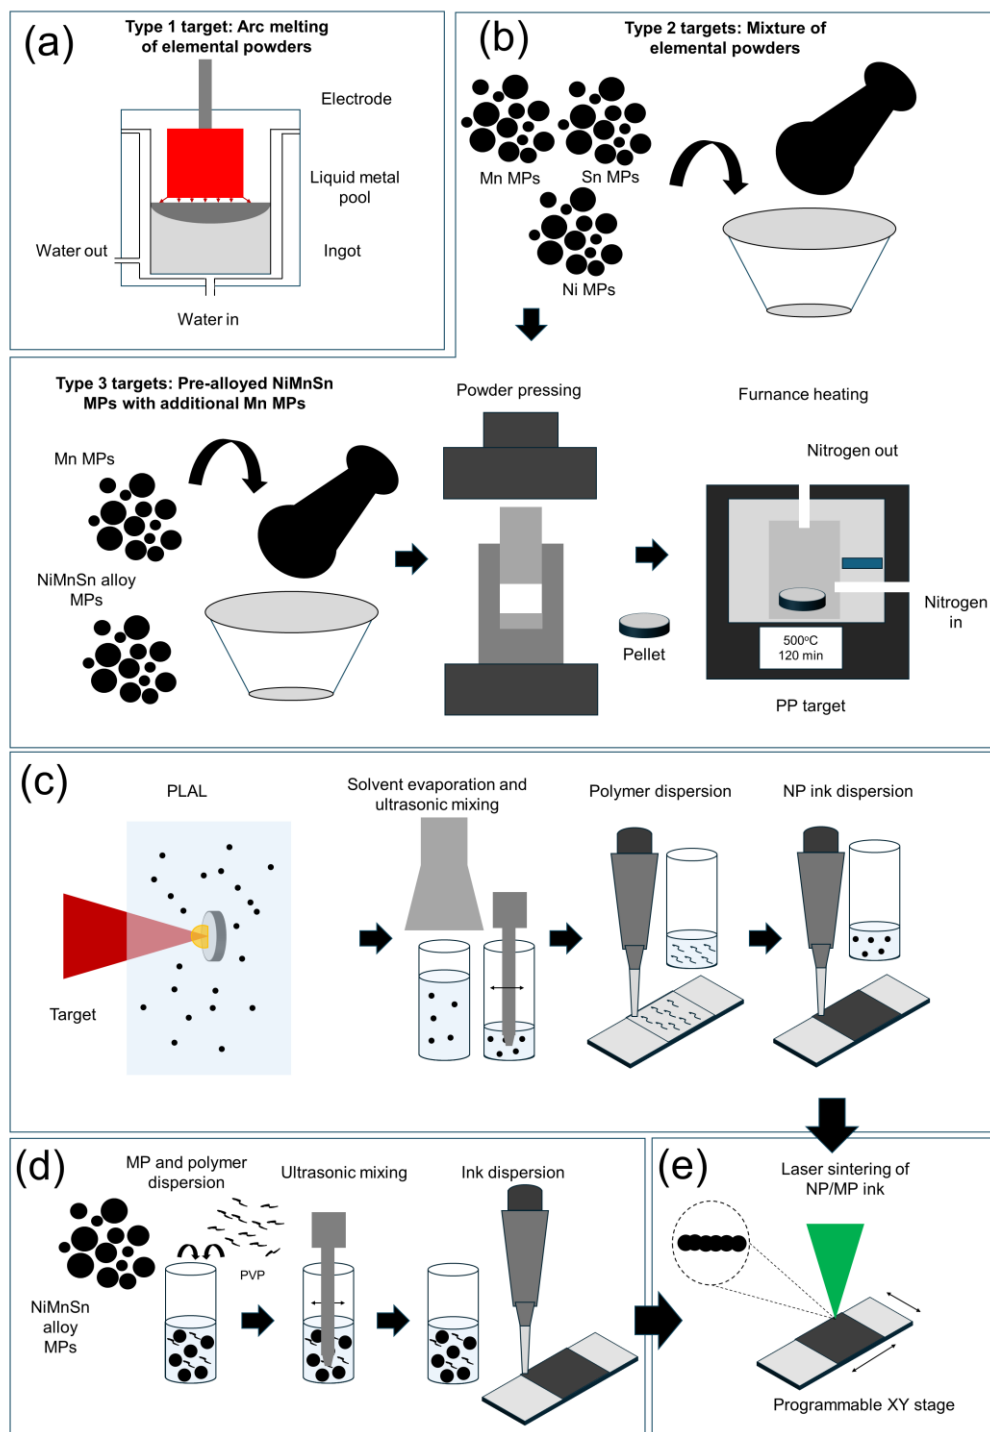 (a)
Type 1 target: Arc melting
of elemental powders
Electrode
Liquid metal
pool
Water out
Ingot
Water in
(b)
Type 2 targets: Mixture of
elemental powders
Mn MPs
Sn MPs
Ni MPs
Type 3 targets: Pre-alloyed NiMnSn
MPs with additional Mn MPs
Mn MPs
NiMnSn alloy
MPs
Powder pressing
Pellet
Furnance heating
Nitrogen out
Nitrogen
in
500°C
120 min
PP target
(c)
PLAL
Target
Solvent evaporation and
ultrasonic mixing
Polymer dispersion
NP ink dispersion
(d)
MP and polymer
dispersion
PVP
NiMnSn
alloy
MPs
Ultrasonic mixing
Ink dispersion
(e)
Laser sintering of
NP/MP ink
Programmable XY stage